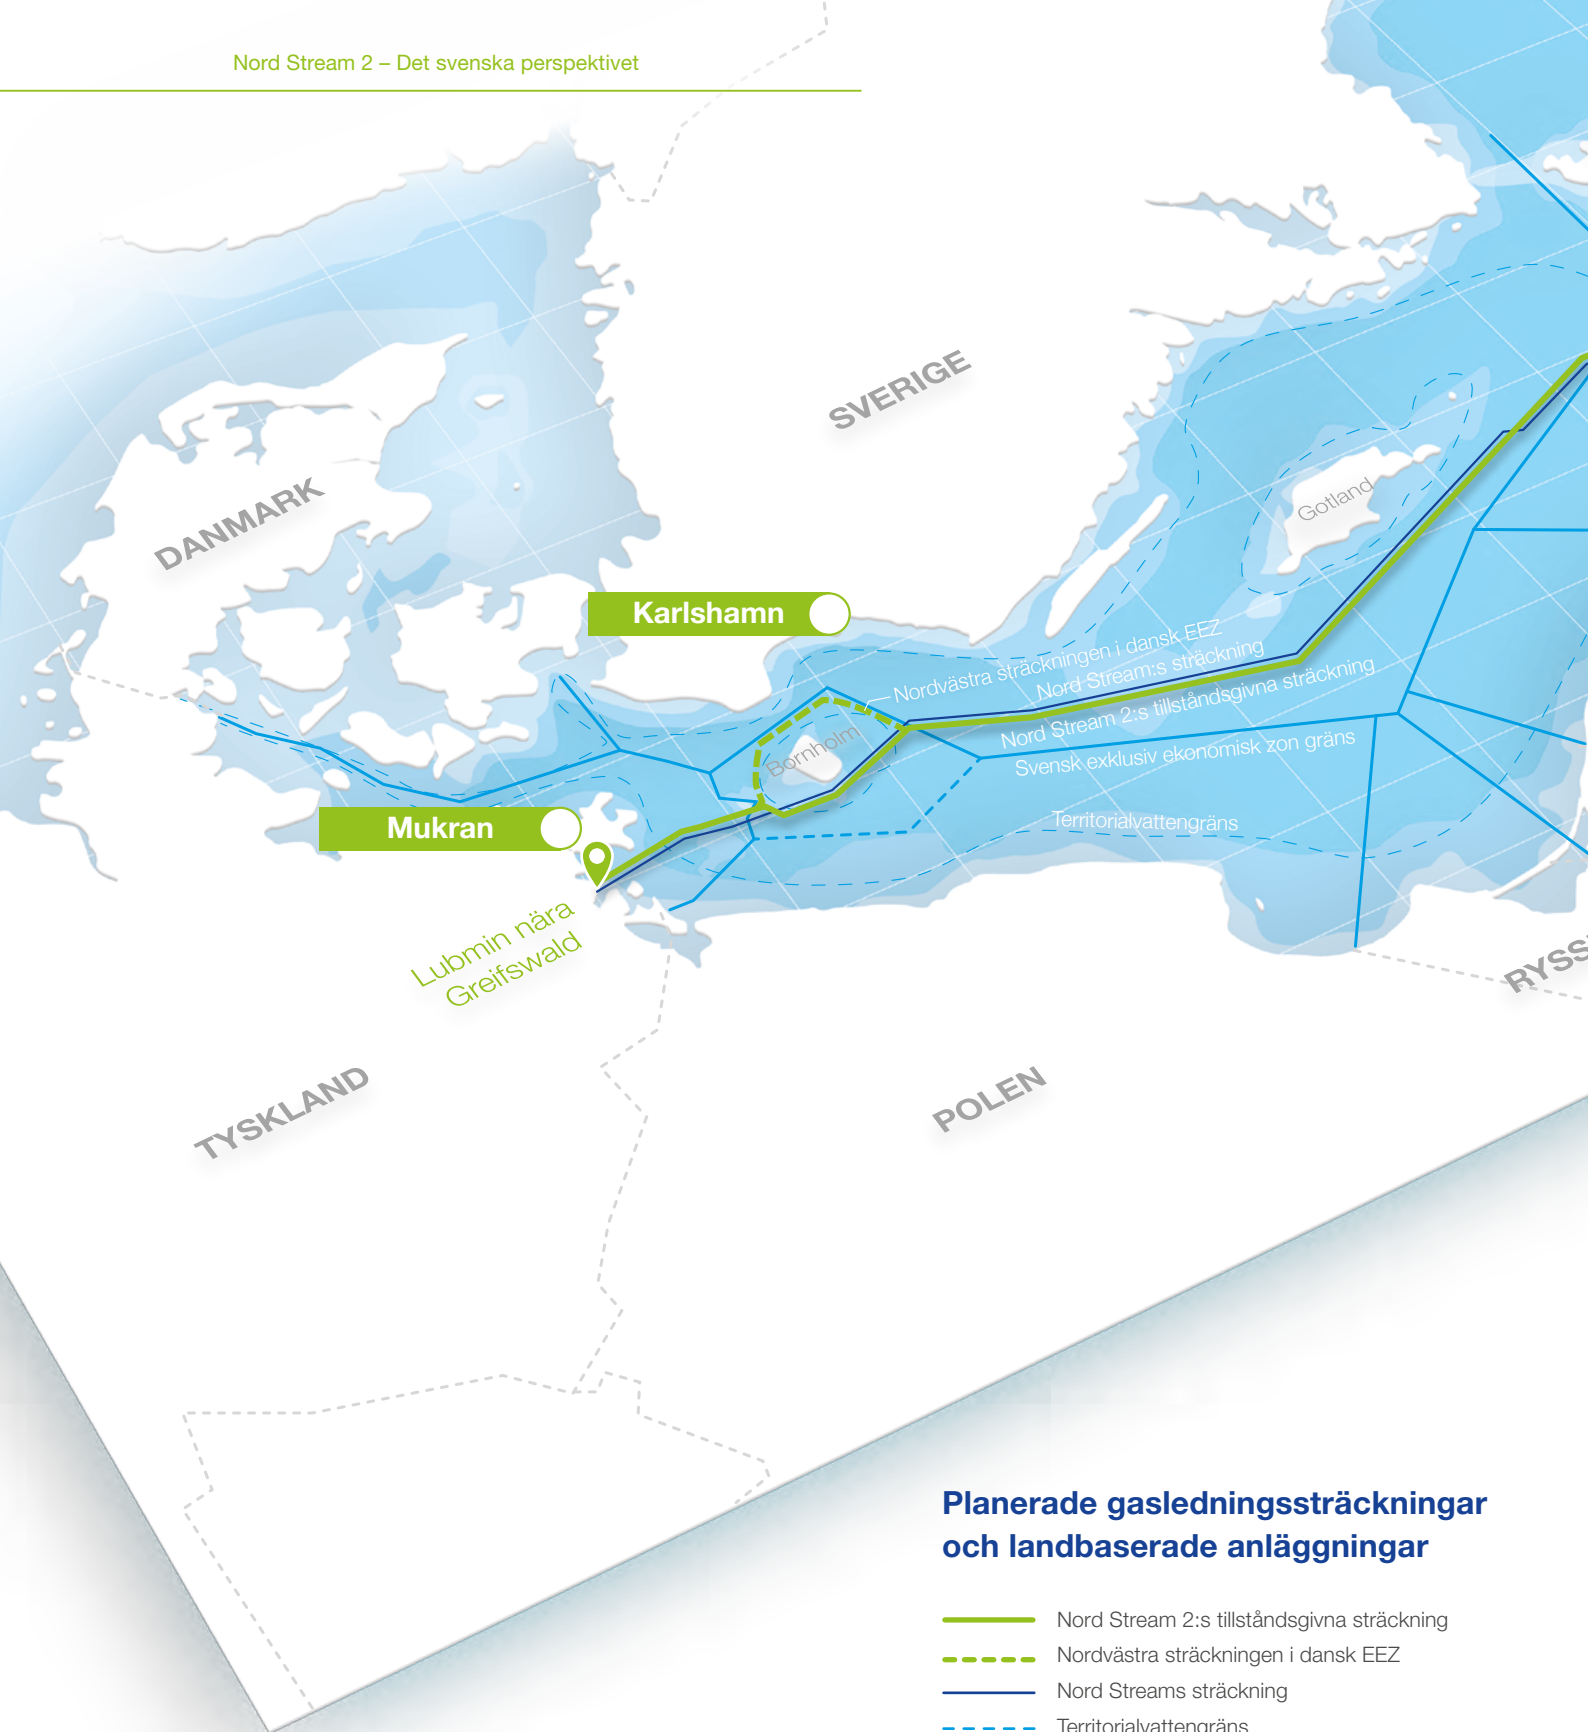 Nord Stream 2 – Det svenska perspektivet
SVERIGE
DANMARK
Gotland
Karlshamn
Nordvästra sträckningen i dansk EEZ
Nord Stream:s sträckning
Nord Stream 2:s tillståndsgivna sträckning
Bornholm
Svensk exklusiv ekonomisk zon gräns
Territorialvattengräns
Mukran
Lubmin nära
Greifswald
RYSS
TYSKLAND
POLEN
Planerade gasledningssträckningar
och landbaserade anläggningar
Nord Stream 2:s tillståndsgivna sträckning
Nordvästra sträckningen i dansk EEZ
Nord Streams sträckning
Territorialvattengräns